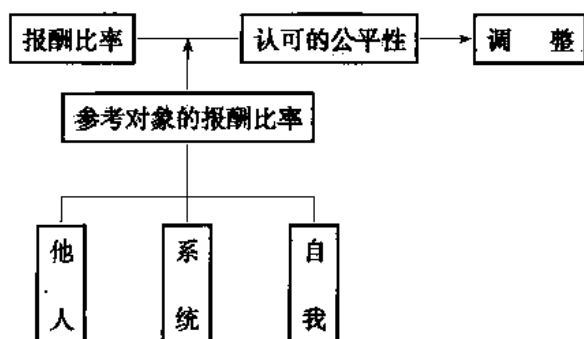 报酬比率
认可的公平性
调 整
参考对象的报酬比率
他人
系统
自我